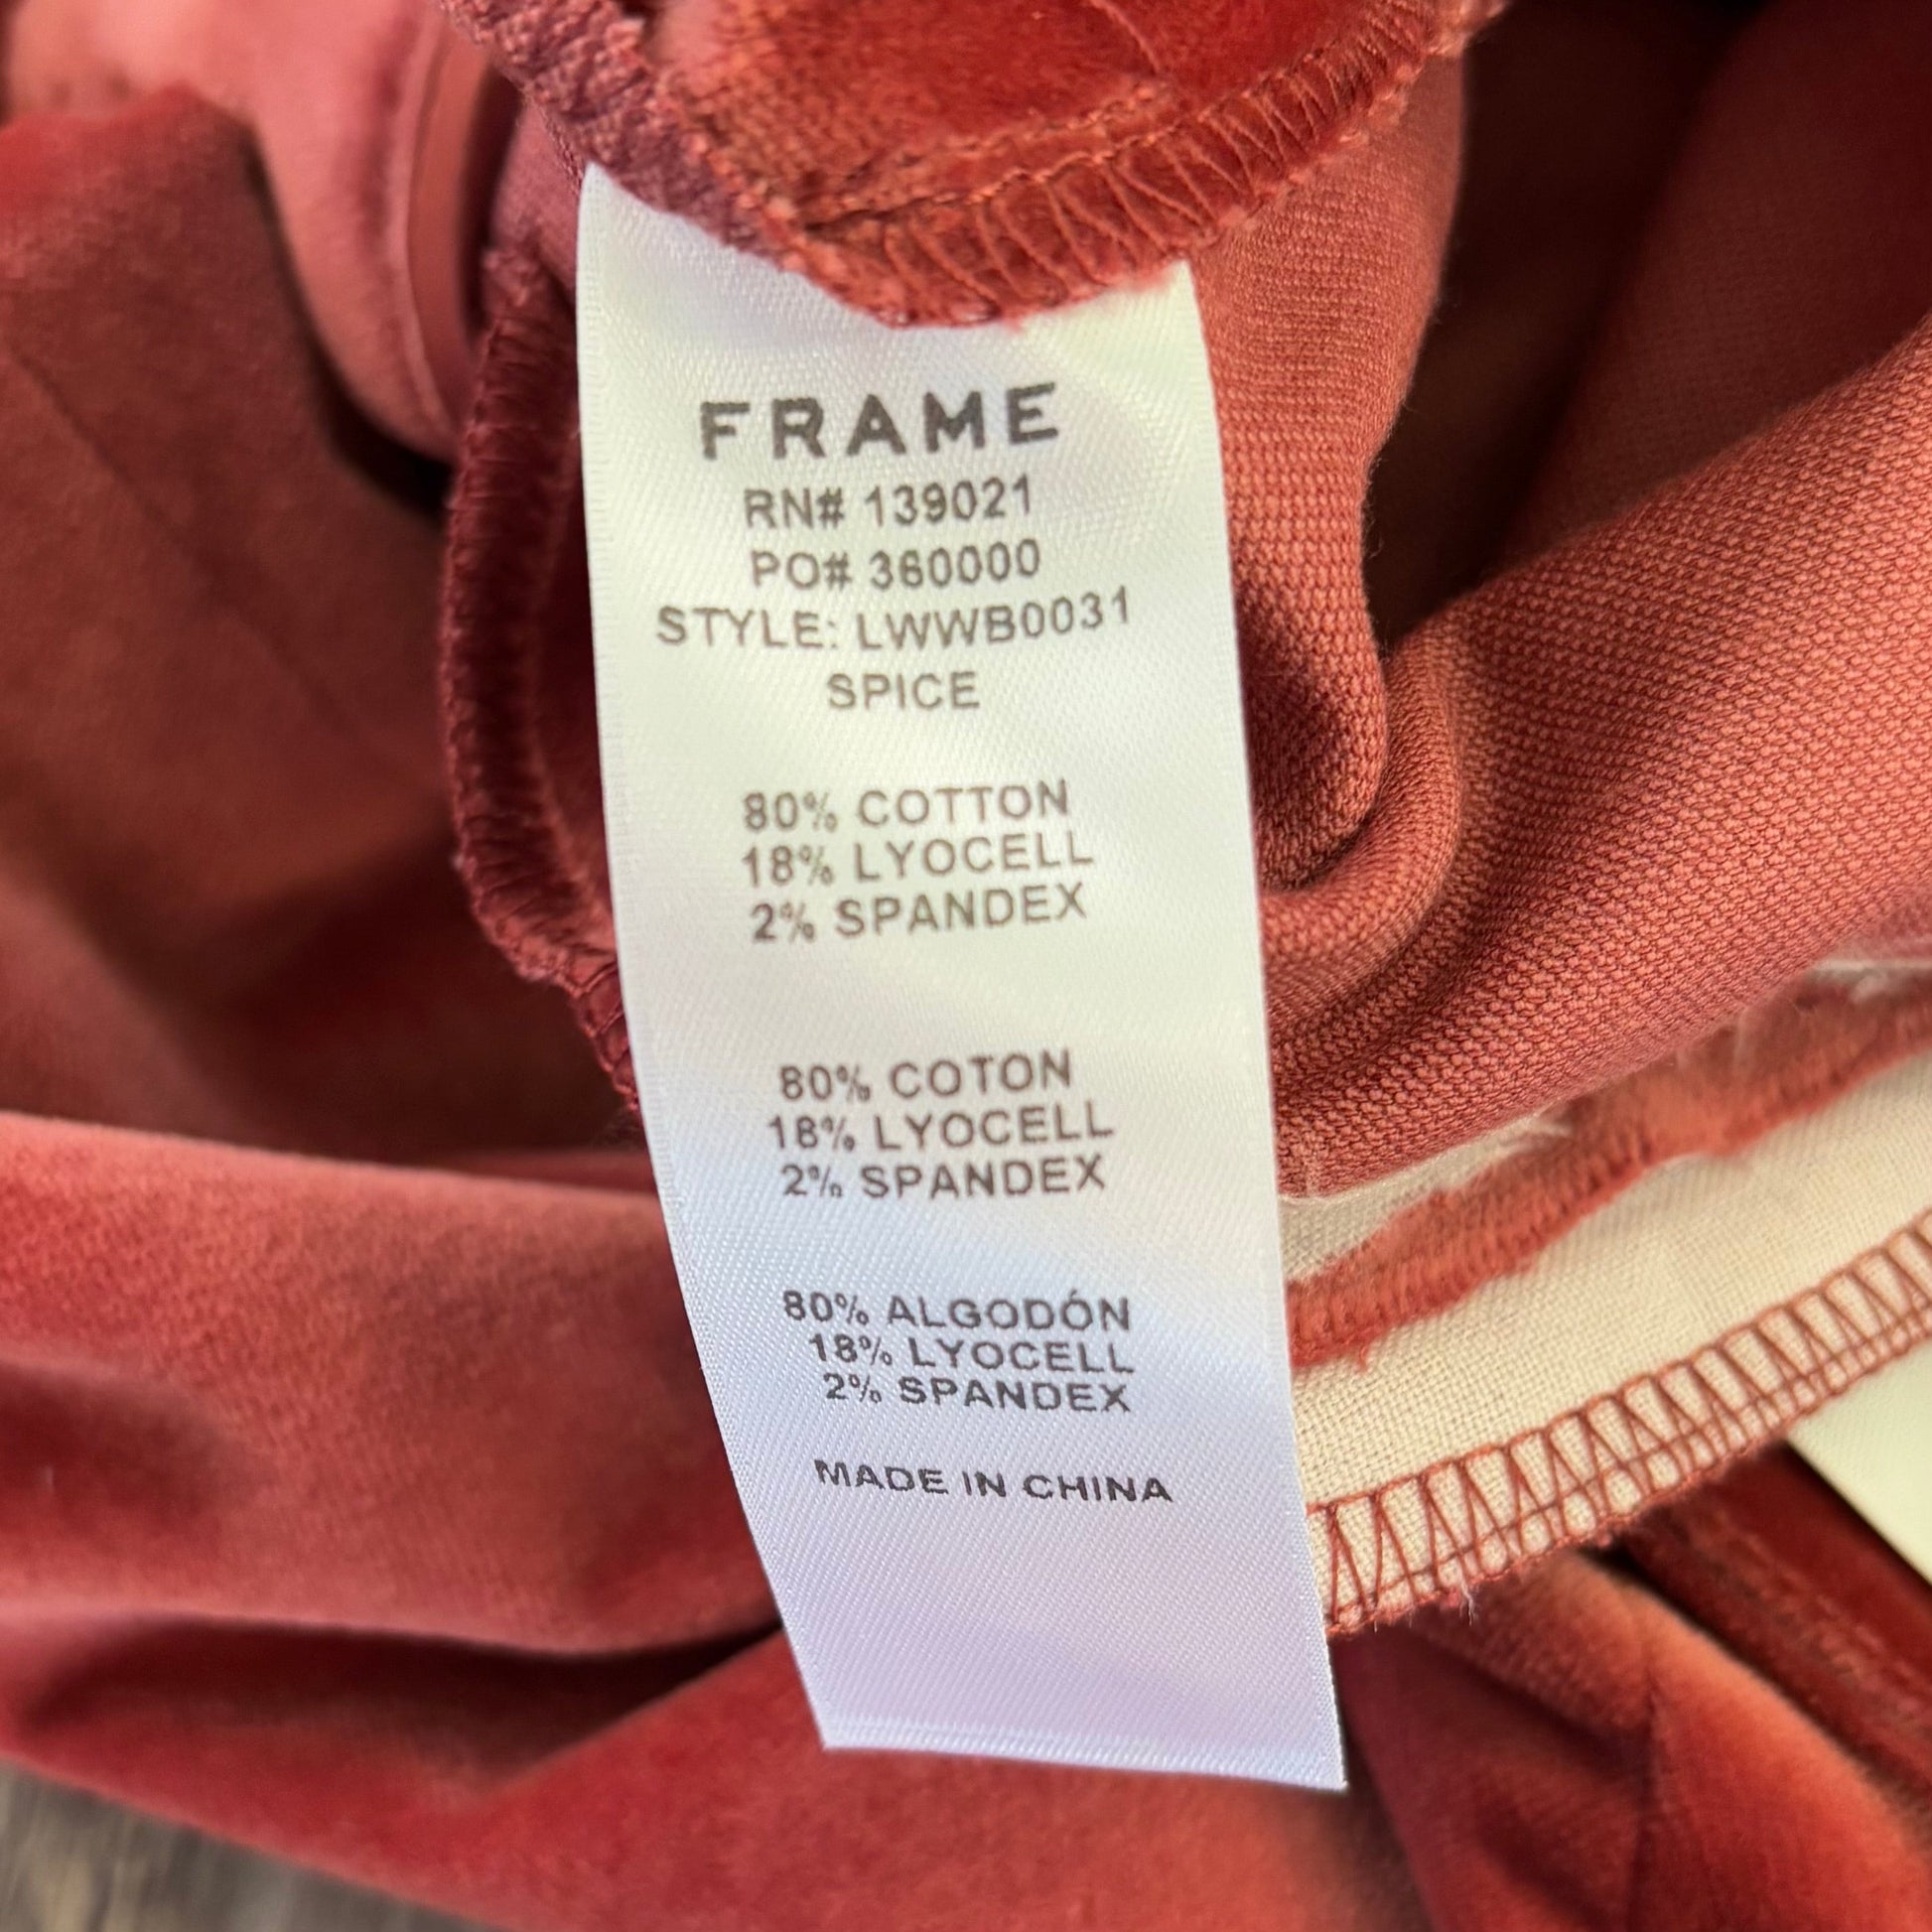 FRAME
RN# 139021
PO# 360000
STYLE: LWWB0031
SPICE
80% COTTON
18% LYOCELL
2% SPANDEX
80% COTON
18% LYOCELL
2% SPANDEX
80% ALGODÓN
18% LYOCELL
2% SPANDEX
MADE IN CHINA